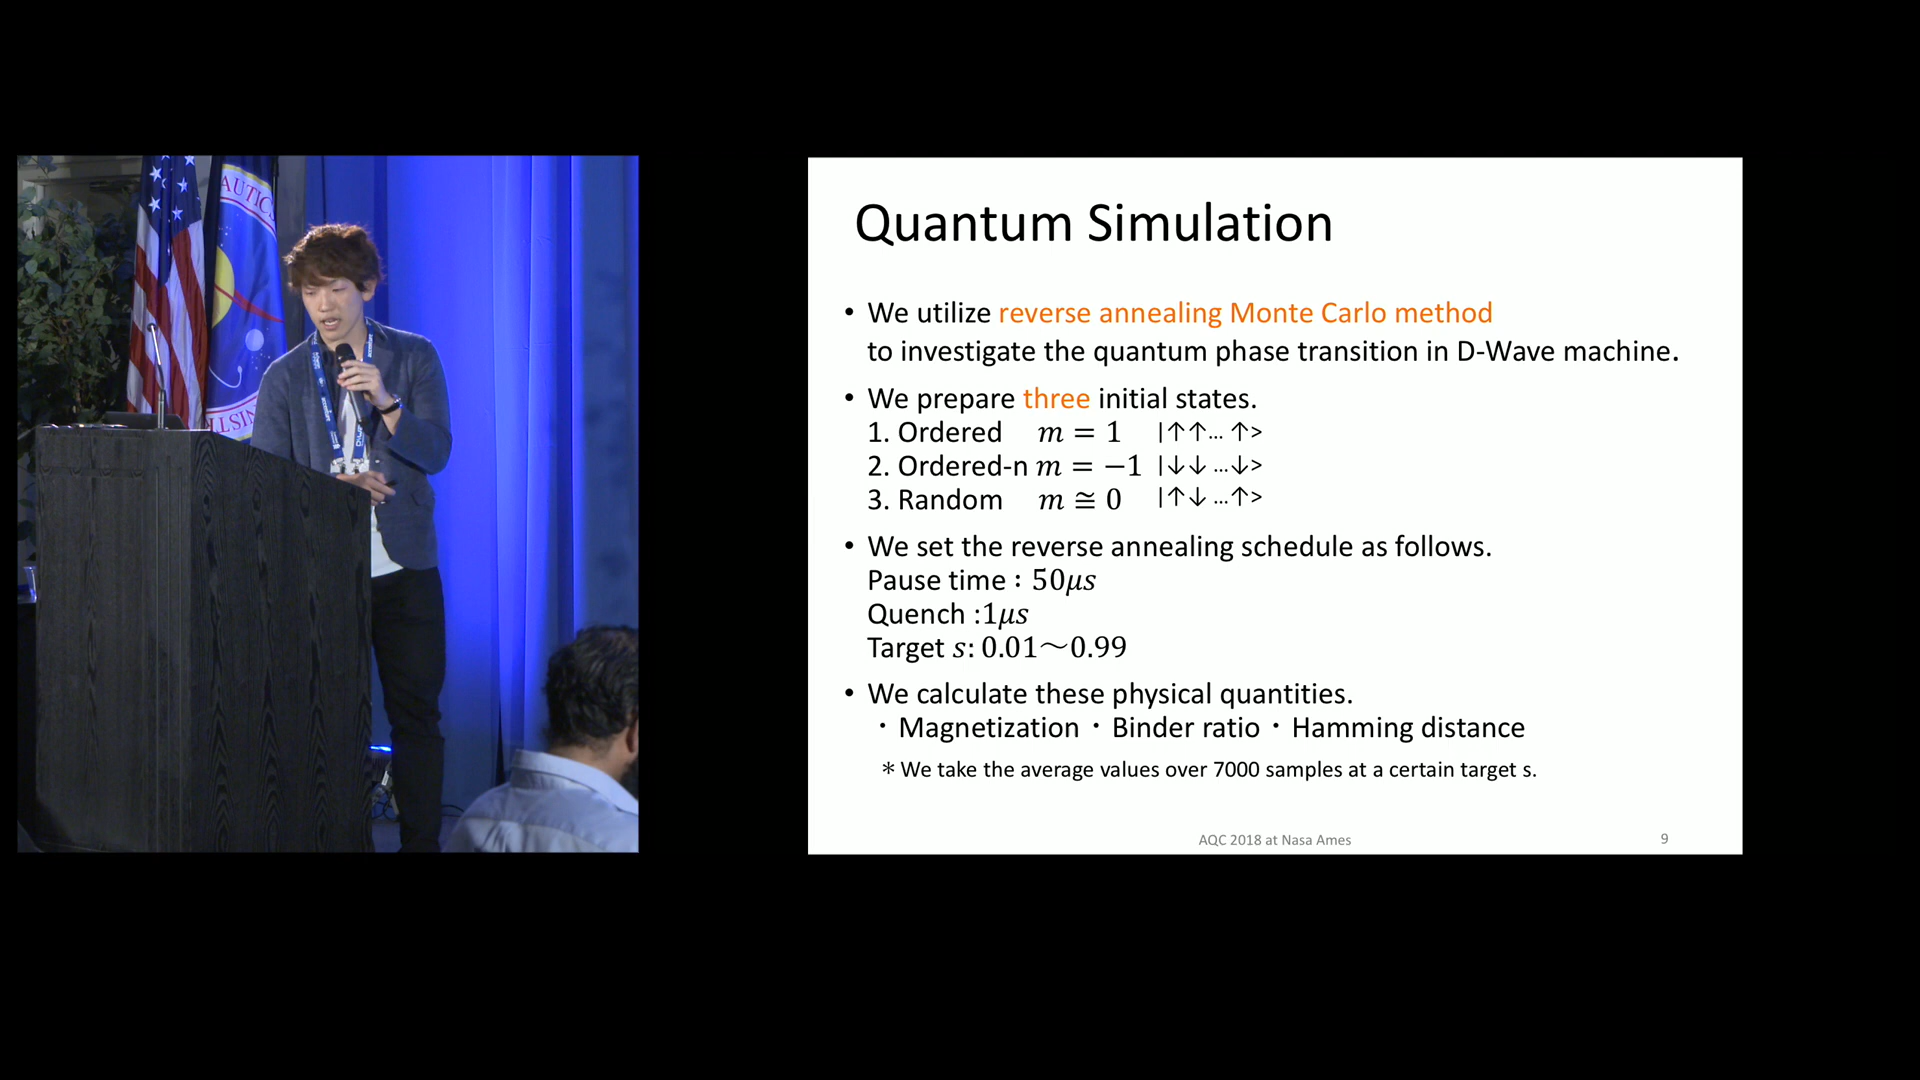 AUTICS
LLSIN
Quantum Simulation
• We utilize reverse annealing Monte Carlo method
to investigate the quantum phase transition in D-Wave machine.
• We prepare three initial states.
1. Ordered m = 1 |↑↑… ↑>
2. Ordered-n m = −1 |↓↓ …↓>
3. Random m ≅ 0 |↑↓ …↑>
• We set the reverse annealing schedule as follows.
Pause time : 50μs
Quench :1μs
Target s: 0.01～0.99
• We calculate these physical quantities.
・Magnetization・Binder ratio・Hamming distance
＊We take the average values over 7000 samples at a certain target s.
AQC 2018 at Nasa Ames
9